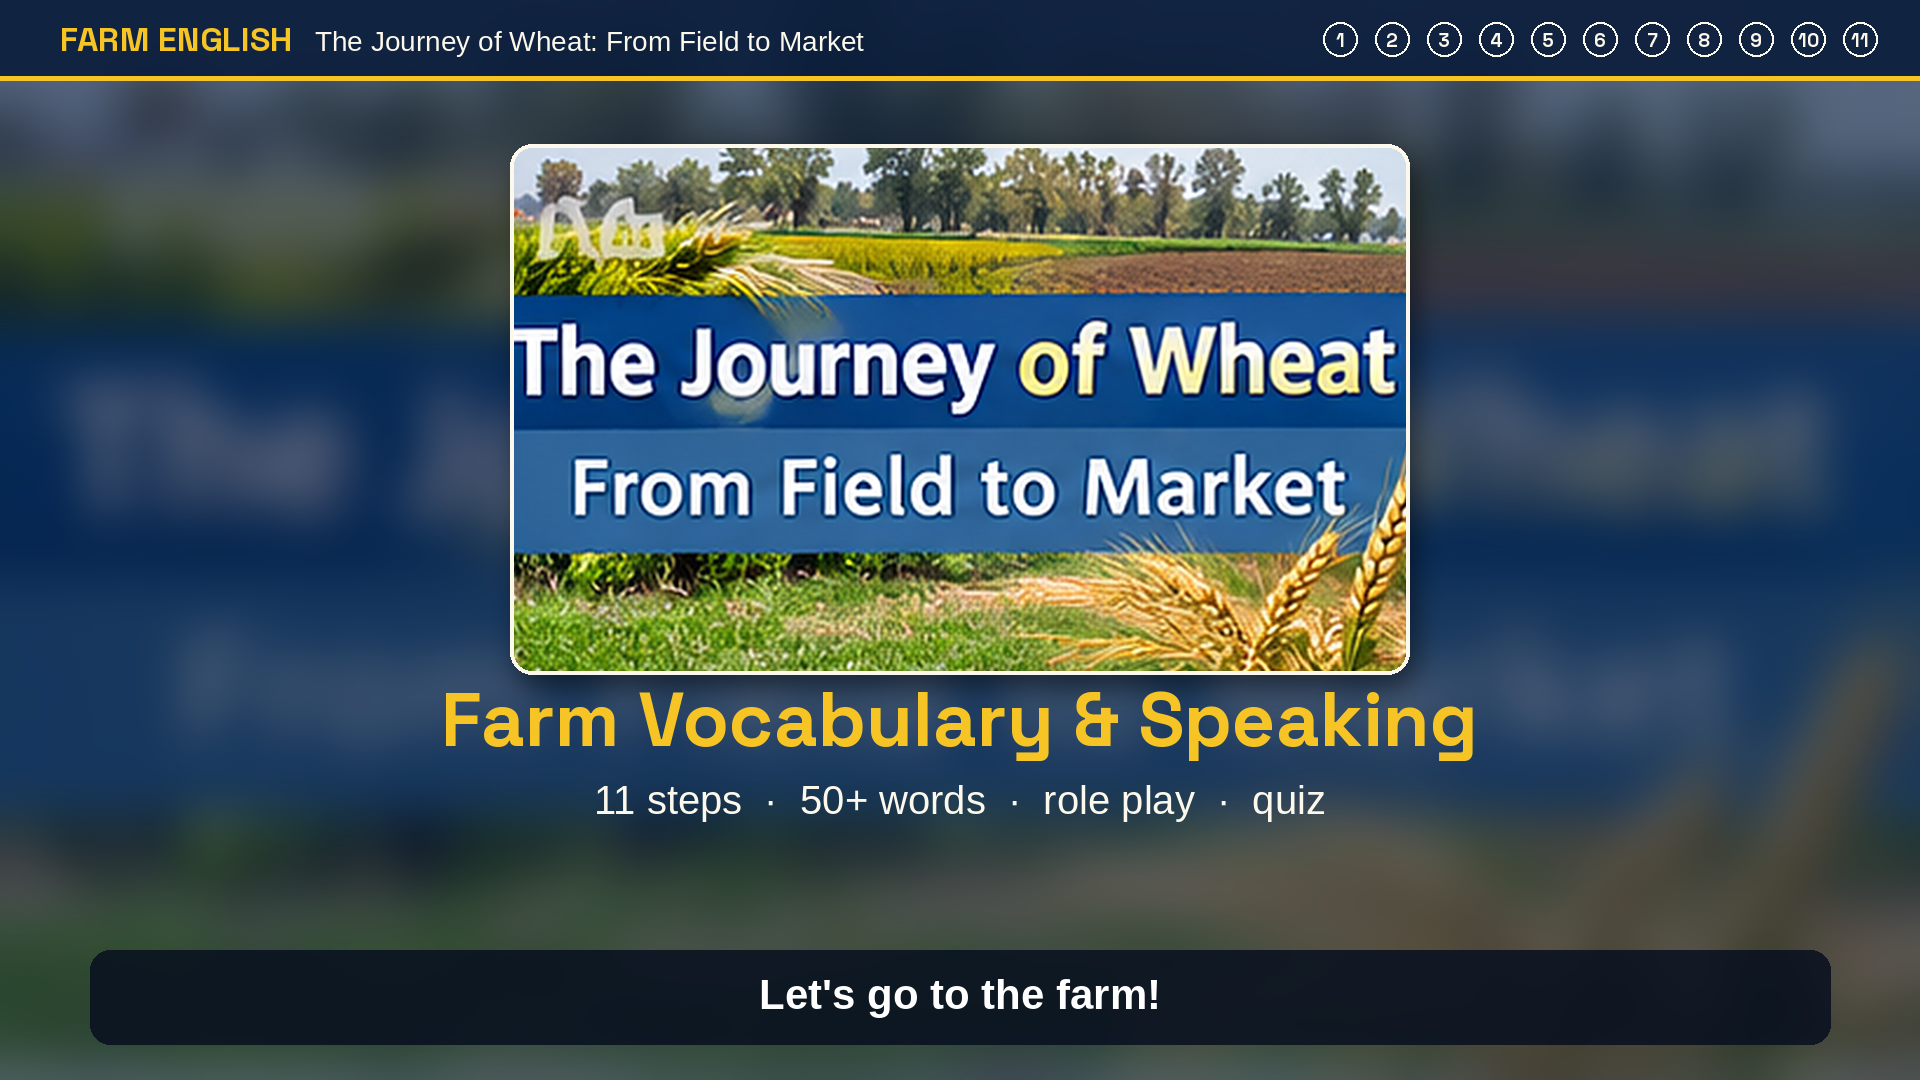 FARM ENGLISH The Journey of Wheat: From Field to Market 1 2 3 4 5 6 7 8 9 10 11
The Journey of Wheat
From Field to Market
Farm Vocabulary & Speaking
11 steps · 50+ words · role play · quiz
Let's go to the farm!